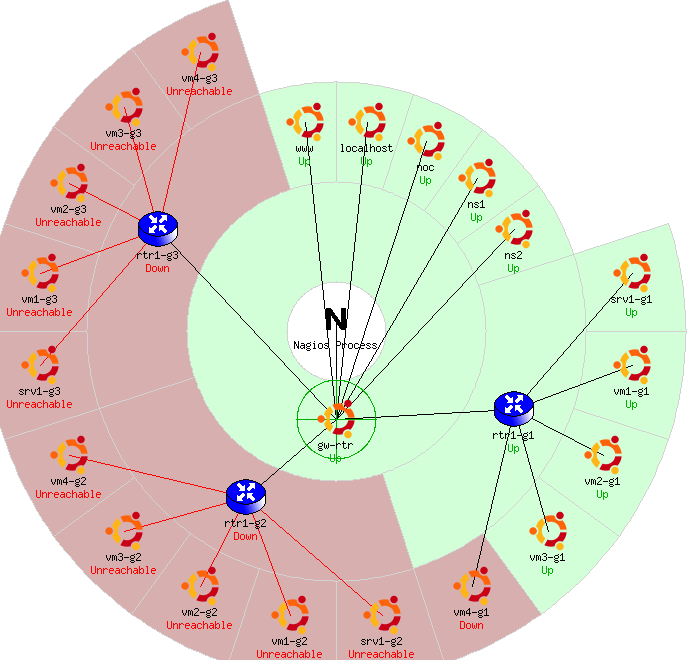 vm4-g3
Unreachable
vm3-g3
Unreachable
www
Up
localhost
Up
noc
Up
ns1
Up
vm2-g3
Unreachable
ns2
Up
rtr1-g3
Down
vm1-g3
Unreachable
srv1-g1
Up
N
Nagios Process
srv1-g3
Unreachable
vm1-g1
Up
rtr1-g1
Up
gw-rtr
Up
vm4-g2
Unreachable
vm2-g1
Up
rtr1-g2
Down
vm3-g2
Unreachable
vm3-g1
Up
vm2-g2
Unreachable
vm4-g1
Down
vm1-g2
Unreachable
srv1-g2
Unreachable